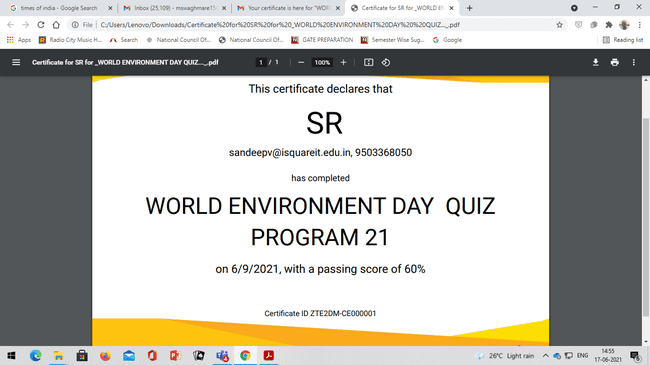 times of india - Google Search
Inbox (25,109) - mswaghmare15
Your certificate is here for "WOR
Certificate for SR for _WORLD EN
File
C:/Users/Lenovo/Downloads/Certificate%20for%20SR%20for%20_WORLD%20ENVIRONMENT%20DAY%20%20QUIZ..._.pdf
Apps
Radio City Music H...
Search
National Council Of...
National Council Of...
GATE PREPARATION
Semester Wise Sug...
Google
Reading list
Certificate for SR for _WORLD ENVIRONMENT DAY QUIZ..._.pdf
1 / 1
100%
This certificate declares that
SR
sandeepv@isquareit.edu.in, 9503368050
has completed
WORLD ENVIRONMENT DAY QUIZ
PROGRAM 21
on 6/9/2021, with a passing score of 60%
Certificate ID ZTE2DM-CE000001
26°C Light rain
ENG
14:55
17-06-2021